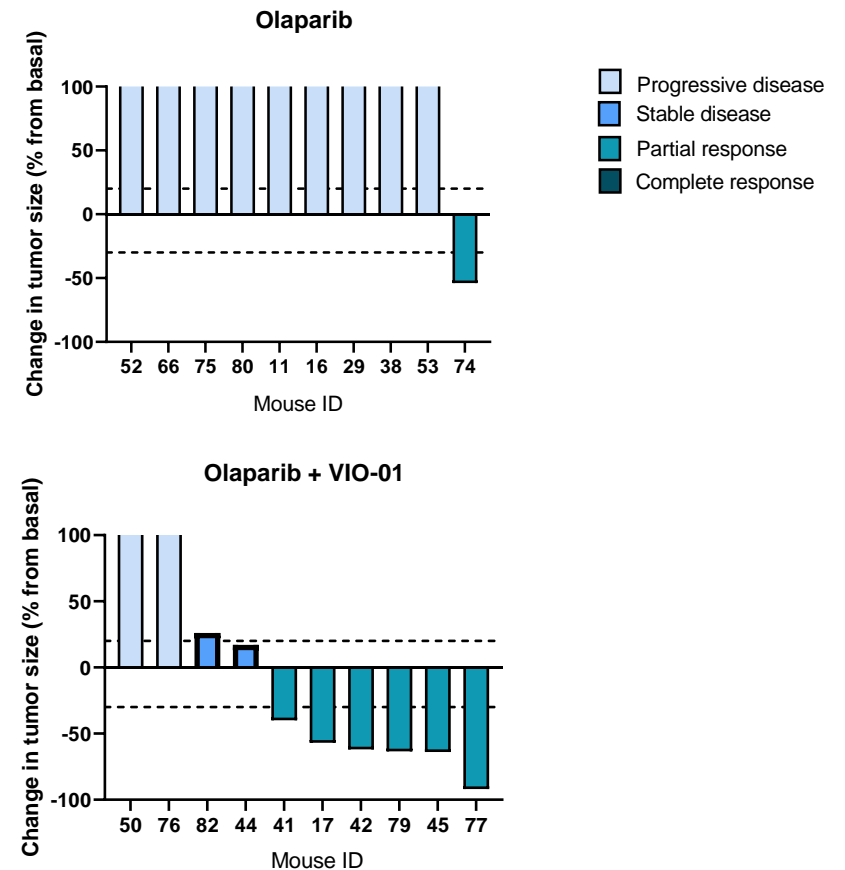 Olaparib
Change in tumor size (% from basal)
100
50
0
-50
-100
52 66 75 80 11 16 29 38 53 74
Mouse ID
Progressive disease
Stable disease
Partial response
Complete response
Olaparib + VIO-01
Change in tumor size (% from basal)
100
50
0
-50
-100
50 76 82 44 41 17 42 79 45 77
Mouse ID